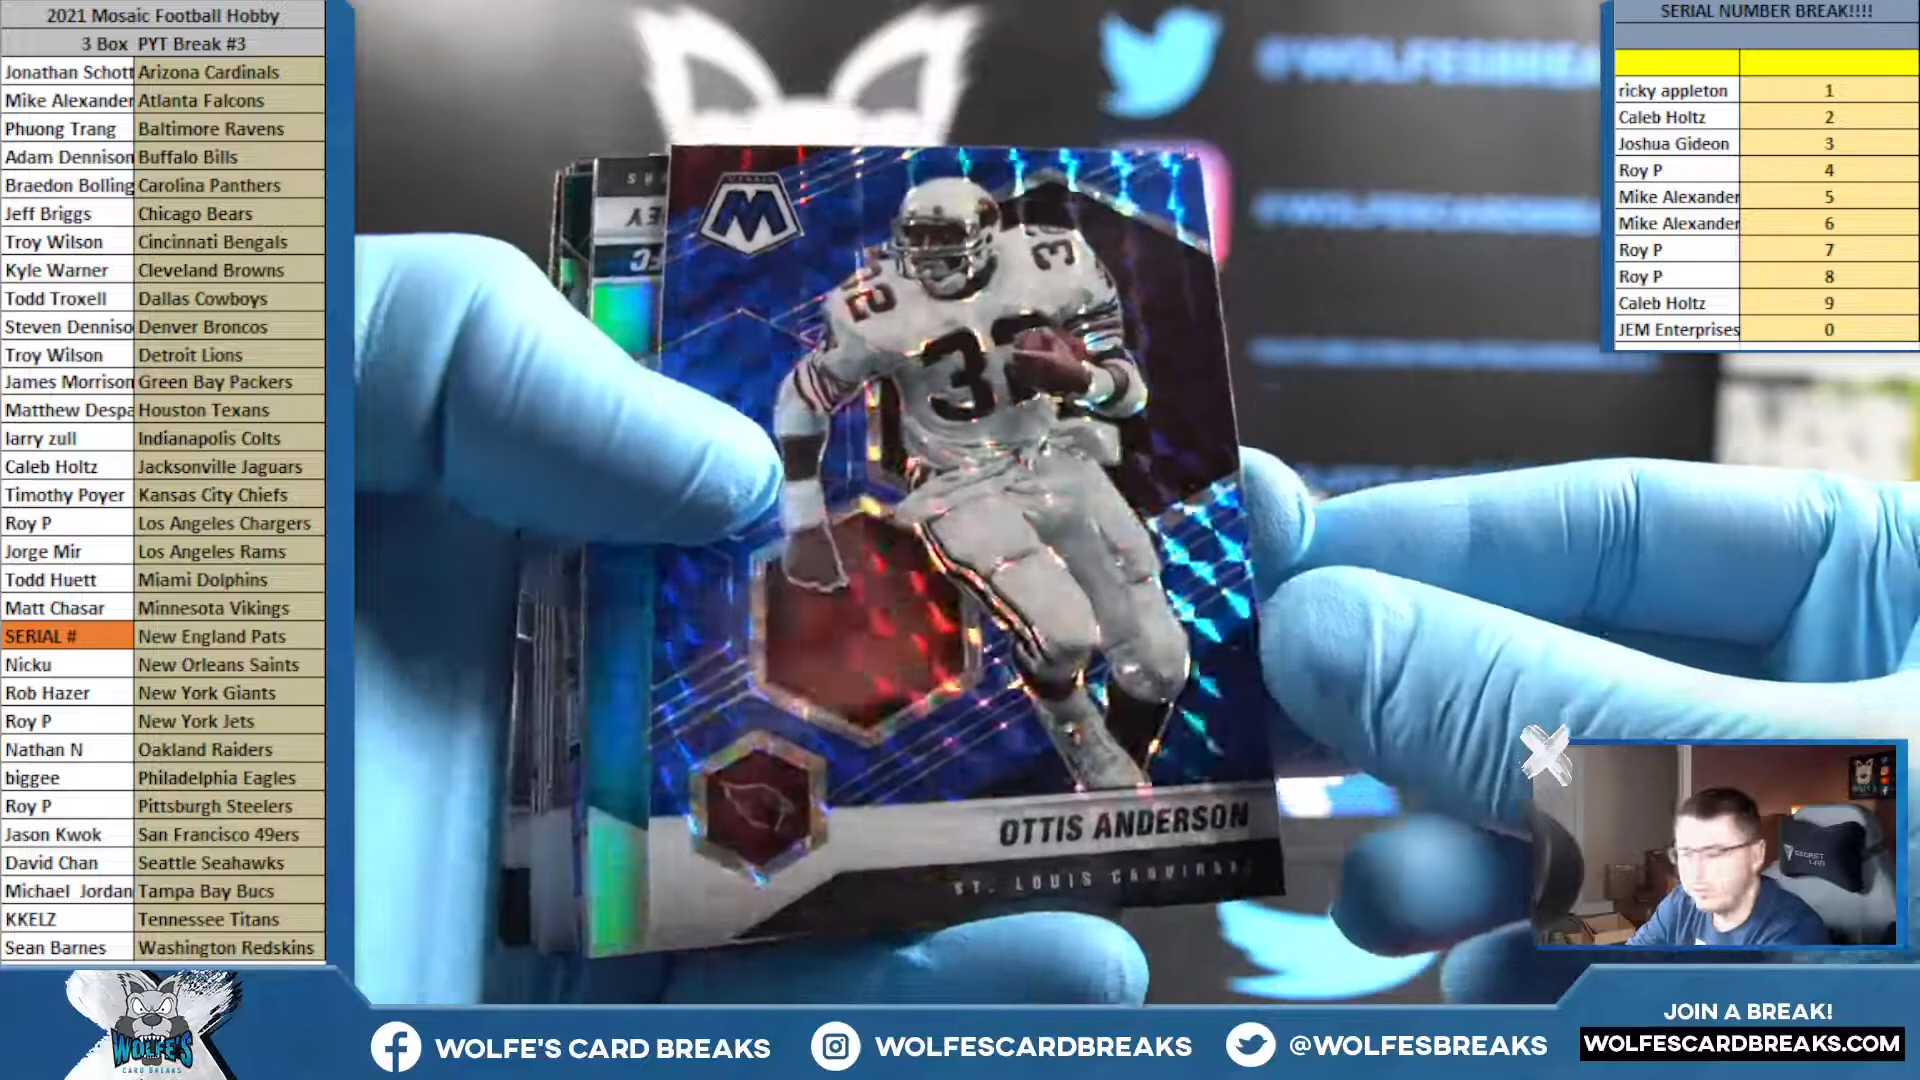 2021 Mosaic Football Hobby
3 Box PYT Break #3
Jonathan Schott Arizona Cardinals
Mike Alexander Atlanta Falcons
Phuong Trang Baltimore Ravens
Adam Dennison Buffalo Bills
Braedon Bolling Carolina Panthers
Jeff Briggs Chicago Bears
Troy Wilson Cincinnati Bengals
Kyle Warner Cleveland Browns
Todd Troxell Dallas Cowboys
Steven Denniso Denver Broncos
Troy Wilson Detroit Lions
James Morrison Green Bay Packers
Matthew Despa Houston Texans
larry zull Indianapolis Colts
Caleb Holtz Jacksonville Jaguars
Timothy Poyer Kansas City Chiefs
Roy P Los Angeles Chargers
Jorge Mir Los Angeles Rams
Todd Huett Miami Dolphins
Matt Chasar Minnesota Vikings
SERIAL # New England Pats
Nicku New Orleans Saints
Rob Hazer New York Giants
Roy P New York Jets
Nathan N Oakland Raiders
biggee Philadelphia Eagles
Roy P Pittsburgh Steelers
Jason Kwok San Francisco 49ers
David Chan Seattle Seahawks
Michael Jordan Tampa Bay Bucs
KKELZ Tennessee Titans
Sean Barnes Washington Redskins
SERIAL NUMBER BREAK!!!!
ricky appleton 1
Caleb Holtz 2
Joshua Gideon 3
Roy P 4
Mike Alexander 5
Mike Alexander 6
Roy P 7
Roy P 8
Caleb Holtz 9
JEM Enterprises 0
@WOLFESBREA
M
32
32
32
OTTIS ANDERSON
ST. LOUIS CARDINALS
SECRET LAB
WOLFE'S
CARD BREAKS
WOLFE'S CARD BREAKS
WOLFESCARDBREAKS
@WOLFESBREAKS
JOIN A BREAK!
WOLFESCARDBREAKS.COM